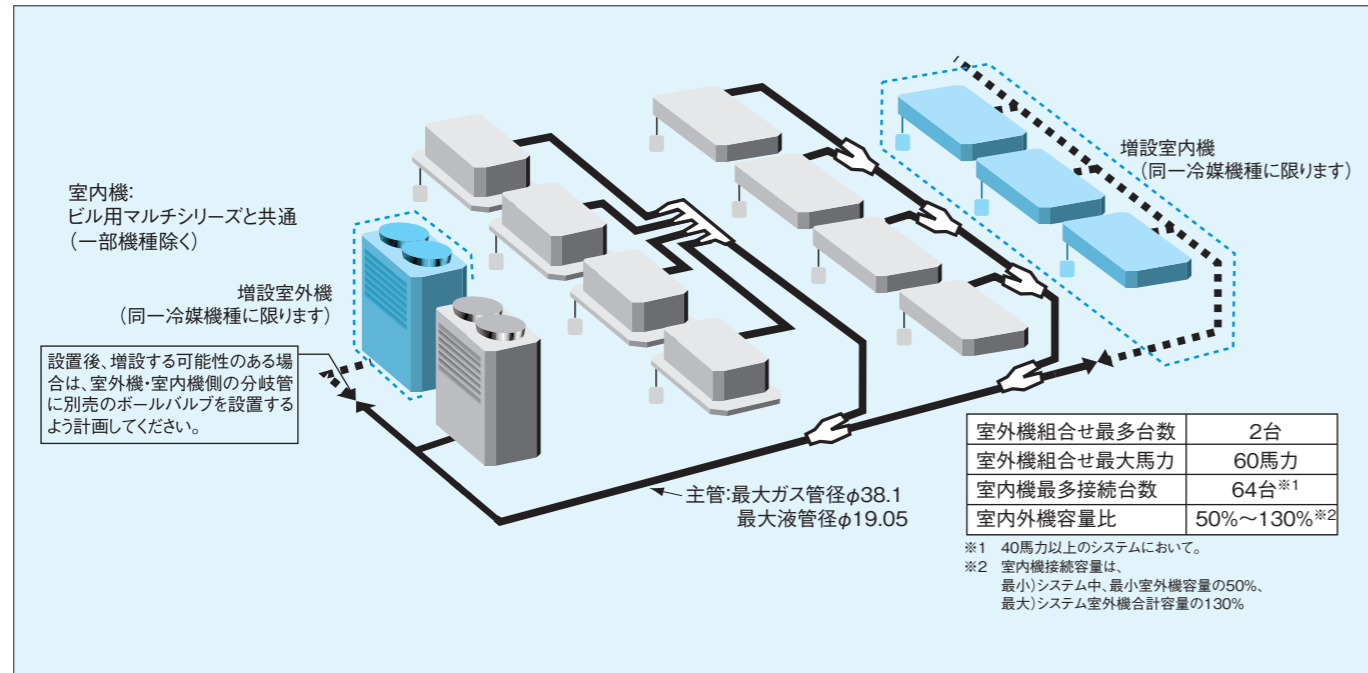 室内機:
ビル用マルチシリーズと共通
(一部機種除く)
増設室外機
(同一冷媒機種に限ります)
設置後、増設する可能性のある場
合は、室外機・室内機側の分岐管
に別売のボールバルブを設置する
よう計画してください。
増設室内機
(同一冷媒機種に限ります)
主管:最大ガス管径φ38.1
最大液管径φ19.05
室外機組合せ最多台数 2台
室外機組合せ最大馬力 60馬力
室内機最多接続台数 64台※1
室内外機容量比 50%〜130%※2
※1 40馬力以上のシステムにおいて。
※2 室内機接続容量は、
最小)システム中、最小室外機容量の50%、
最大)システム室外機合計容量の130%